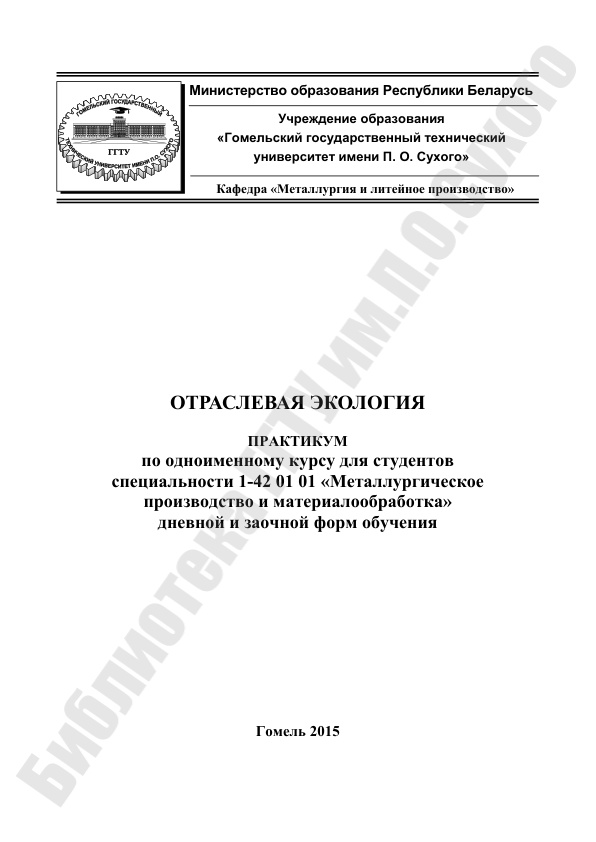 Министерство образования Республики Беларусь
Учреждение образования
«Гомельский государственный технический
университет имени П. О. Сухого»
Кафедра «Металлургия и литейное производство»
ГОМЕЛЬСКИЙ ГОСУДАРСТВЕННЫЙ
ГГТУ
ТЕХНИЧЕСКИЙ УНИВЕРСИТЕТ ИМЕНИ П.О. СУХОГО
ОТРАСЛЕВАЯ ЭКОЛОГИЯ
ПРАКТИКУМ
по одноименному курсу для студентов
специальности 1-42 01 01 «Металлургическое
производство и материалообработка»
дневной и заочной форм обучения
Гомель 2015
Библиотека ГГТУ им.П.О.Сухого